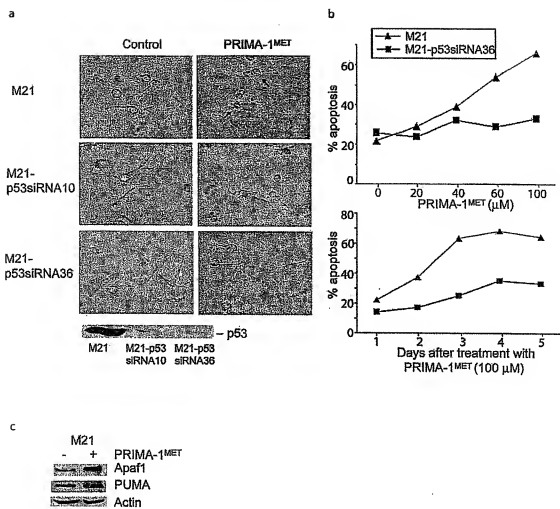 a
Control PRIMA-1MET
M21
M21-
p53siRNA10
M21-
p53siRNA36
– p53
M21 M21-p53 M21-p53
siRNA10 siRNA36
b
M21
M21-p53siRNA36
% apoptosis
60
40
20
0
0 20 40 60 100
PRIMA-1MET (μM)
% apoptosis
80
60
40
20
0
1 2 3 4 5
Days after treatment with
PRIMA-1MET (100 μM)
c
M21
- + PRIMA-1MET
Apaf1
PUMA
Actin